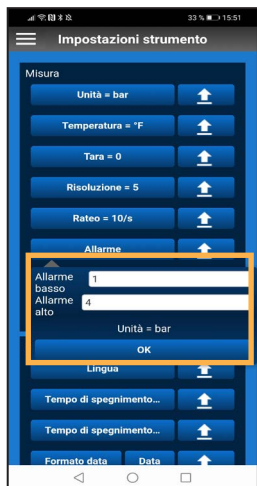 33 % 15:51
Impostazioni strum
Misura
Unità = bar
Temperatura = °F
Tara = 0
Risoluzione = 5
Rateo = 10/s
Allarme
Allarme basso
1
Allarme alto
4
Unità = bar
OK
Lingua
Tempo di spegnimento...
Tempo di spegnimento...
Formato data
Data